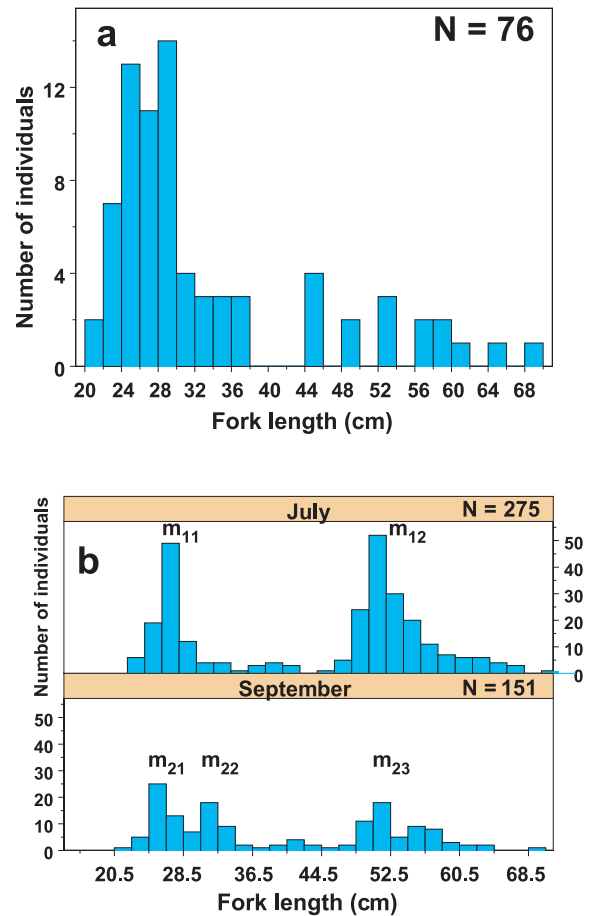 a
N = 76
Number of individuals
12
8
4
0
20 24 28 32 36 40 44 48 52 56 60 64 68
Fork length (cm)
b
Number of individuals
July
N = 275
m11
m12
50
40
30
20
10
0
September
N = 151
m21
m22
m23
50
40
30
20
10
0
20.5 28.5 36.5 44.5 52.5 60.5 68.5
Fork length (cm)